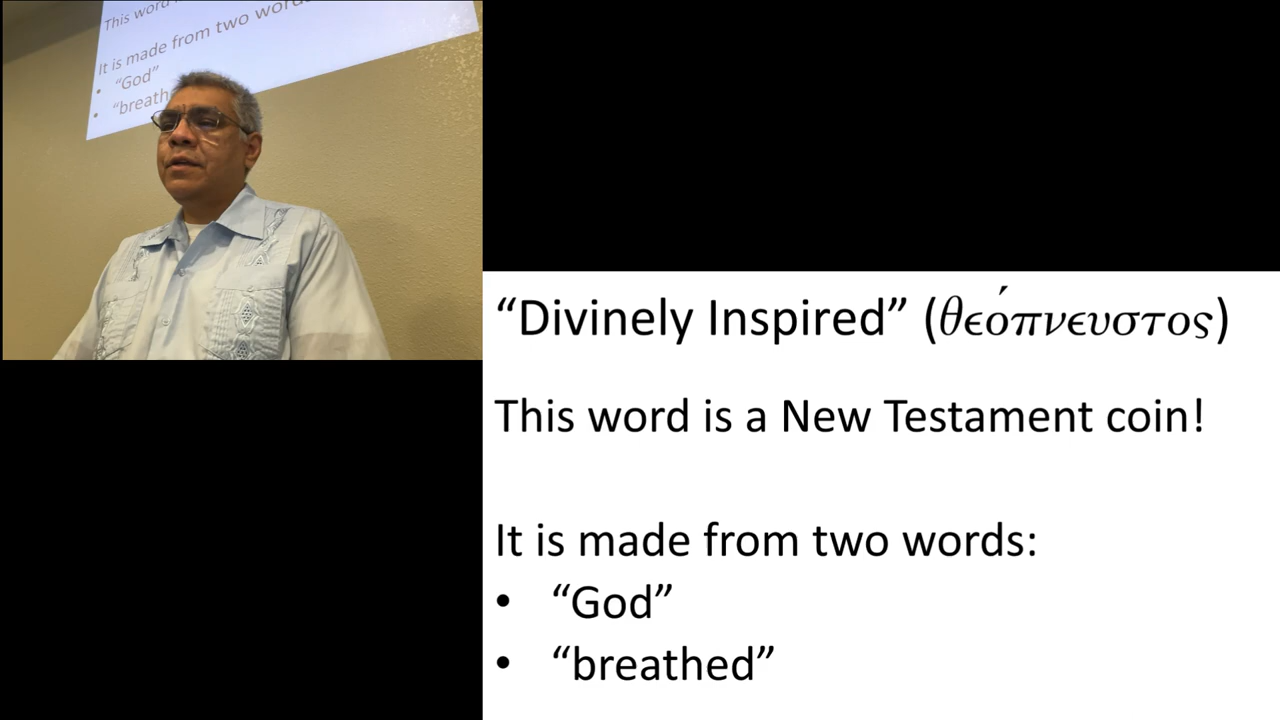 This word
It is made from two words
• “God”
• “breath
“Divinely Inspired” (θεόπνευστος)
This word is a New Testament coin!
It is made from two words:
• “God”
• “breathed”